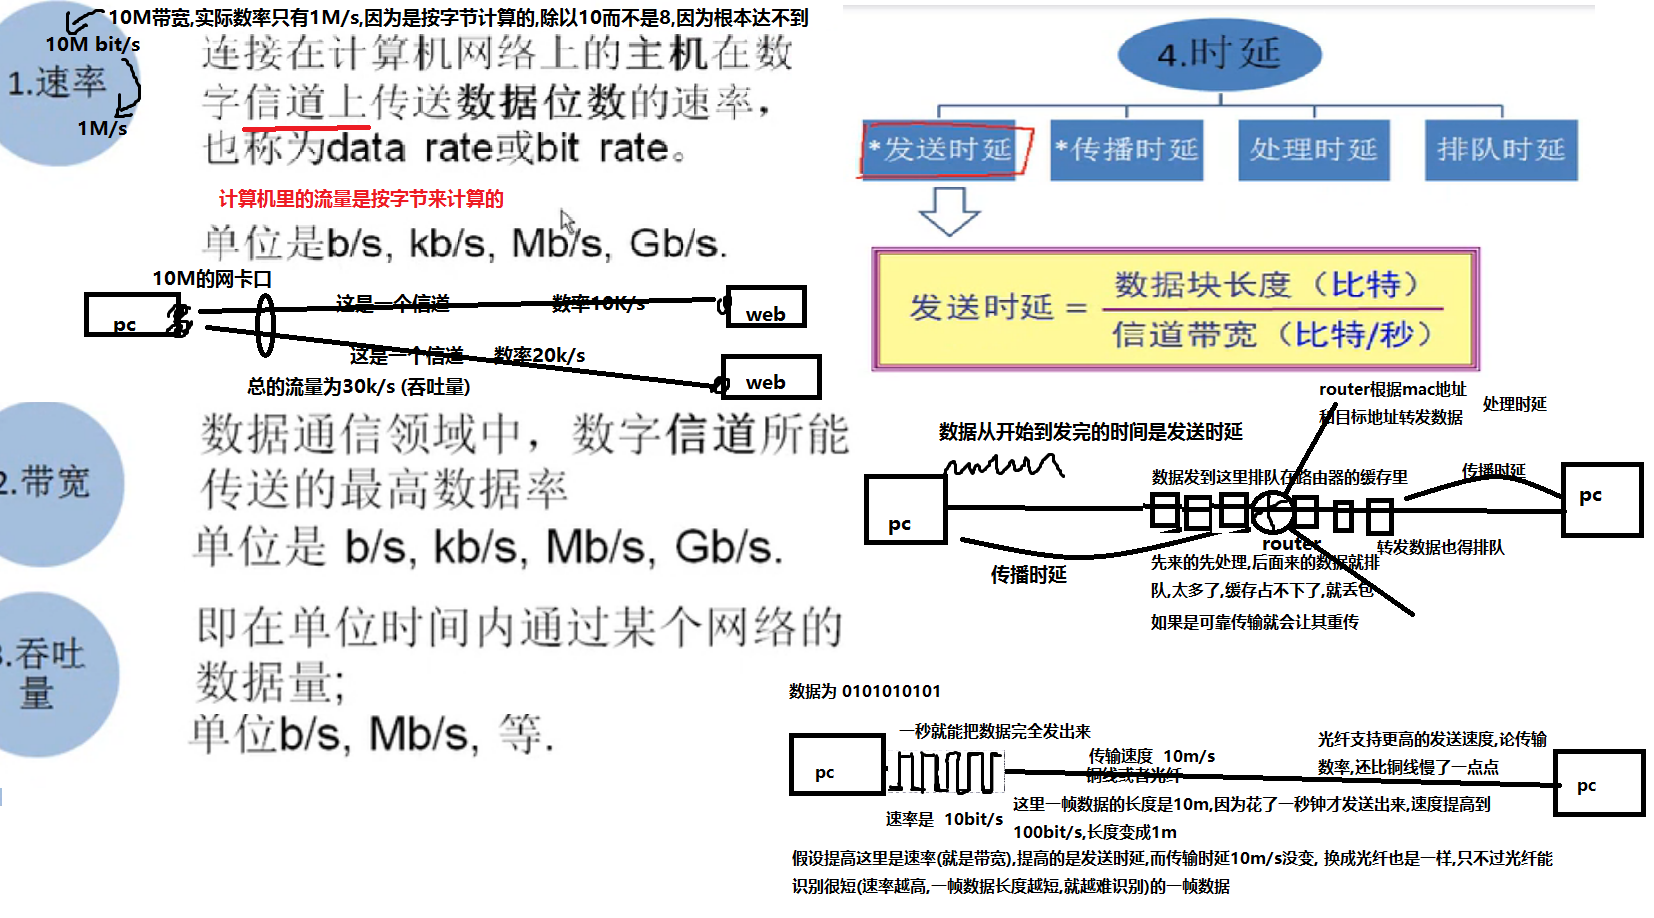 10M带宽,实际数率只有1M/s,因为是按字节计算的,除以10而不是8,因为根本达不到
10M bit/s
1.速率
1M/s
连接在计算机网络上的主机在数
字信道上传送数据位数的速率，
也称为data rate或bit rate。
计算机里的流量是按字节来计算的
单位是b/s, kb/s, Mb/s, Gb/s.
10M的网卡口
pc
这是一个信道
数率10K/s
web
这是一个信道
数率20k/s
web
总的流量为30k/s (吞吐量)
2.带宽
数据通信领域中，数字信道所能
传送的最高数据率
单位是 b/s, kb/s, Mb/s, Gb/s.
3.吞吐
量
即在单位时间内通过某个网络的
数据量;
单位b/s, Mb/s, 等.
4.时延
*发送时延
*传播时延
处理时延
排队时延
发送时延 =
数据块长度（比特）
信道带宽（比特/秒）
router根据mac地址
和目标地址转发数据
处理时延
数据从开始到发完的时间是发送时延
数据发到这里排队在路由器的缓存里
传播时延
pc
pc
router
转发数据也得排队
传播时延
先来的先处理,后面来的数据就排
队,太多了,缓存占不下了,就丢包
如果是可靠传输就会让其重传
数据为 0101010101
一秒就能把数据完全发出来
传输速度 10m/s
铜线或者光纤
光纤支持更高的发送速度,论传输
数率,还比铜线慢了一点点
pc
pc
速率是 10bit/s
这里一帧数据的长度是10m,因为花了一秒钟才发送出来,速度提高到
100bit/s,长度变成1m
假设提高这里是速率(就是带宽),提高的是发送时延,而传输时延10m/s没变, 换成光纤也是一样,只不过光纤能
识别很短(速率越高,一帧数据长度越短,就越难识别)的一帧数据